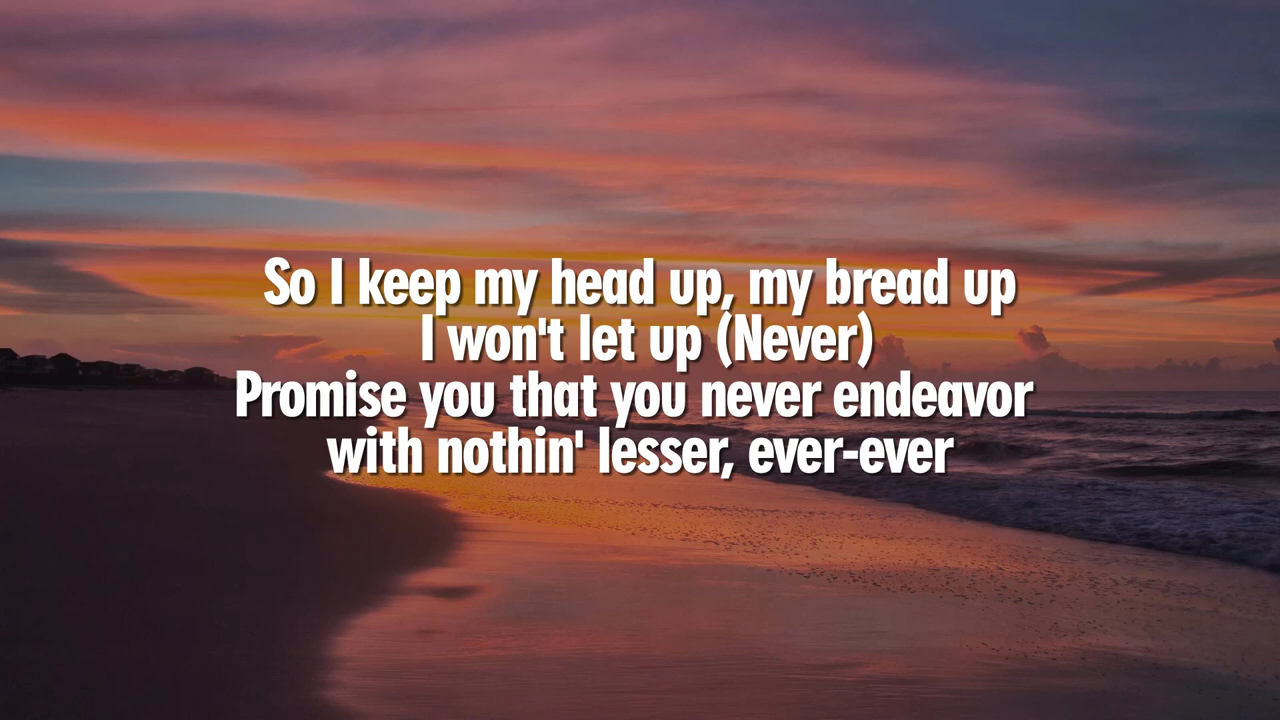 So I keep my head up, my bread up
I won't let up (Never)
Promise you that you never endeavor
with nothin' lesser, ever-ever